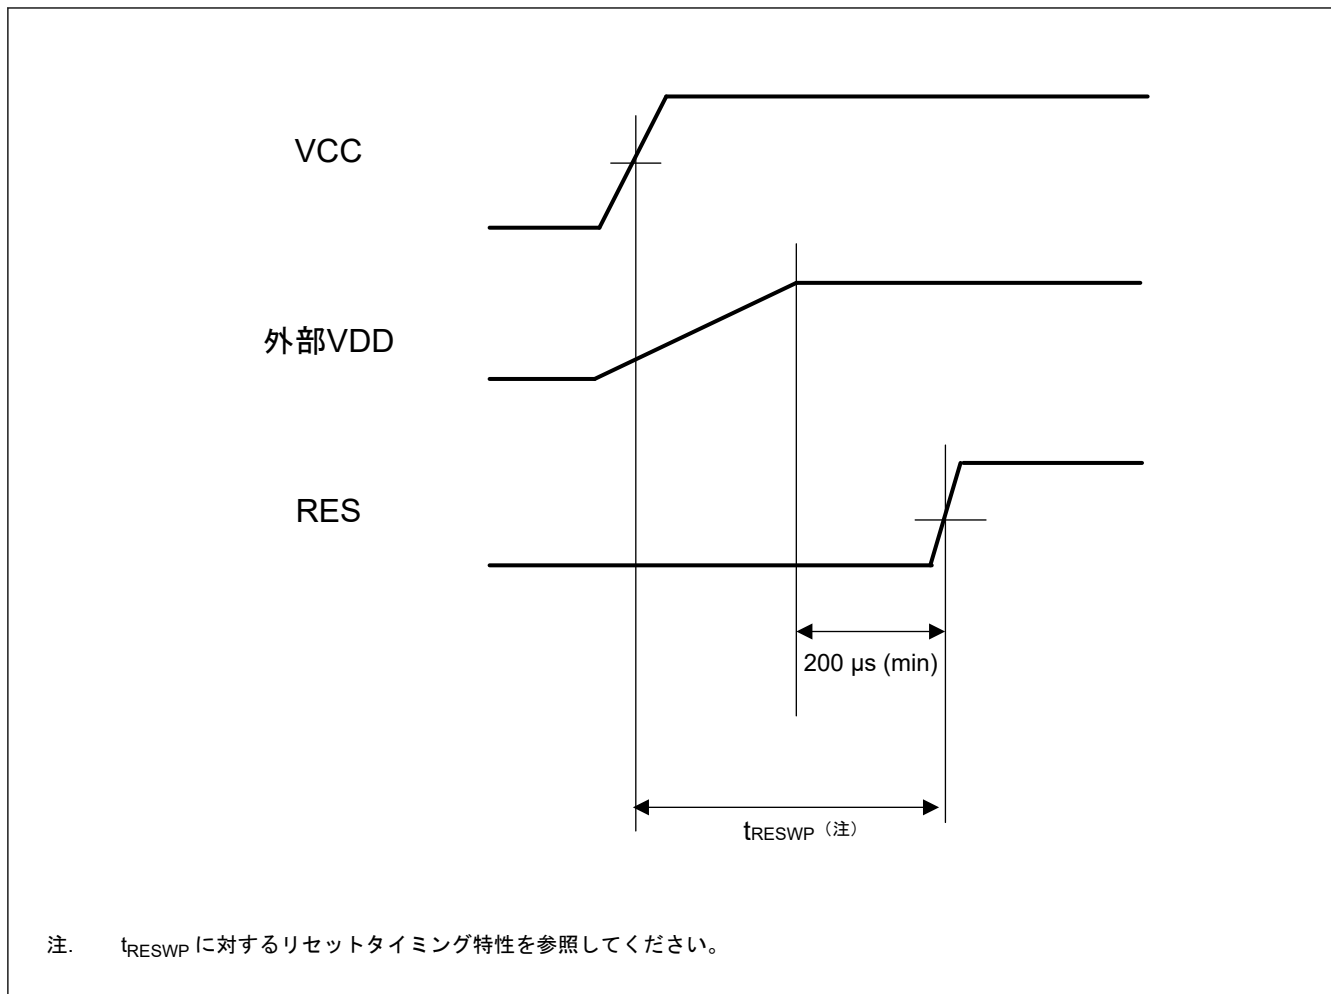 VCC
外部VDD
RES
200 µs (min)
tRESWP（注）
注. tRESWP に対するリセットタイミング特性を参照してください。